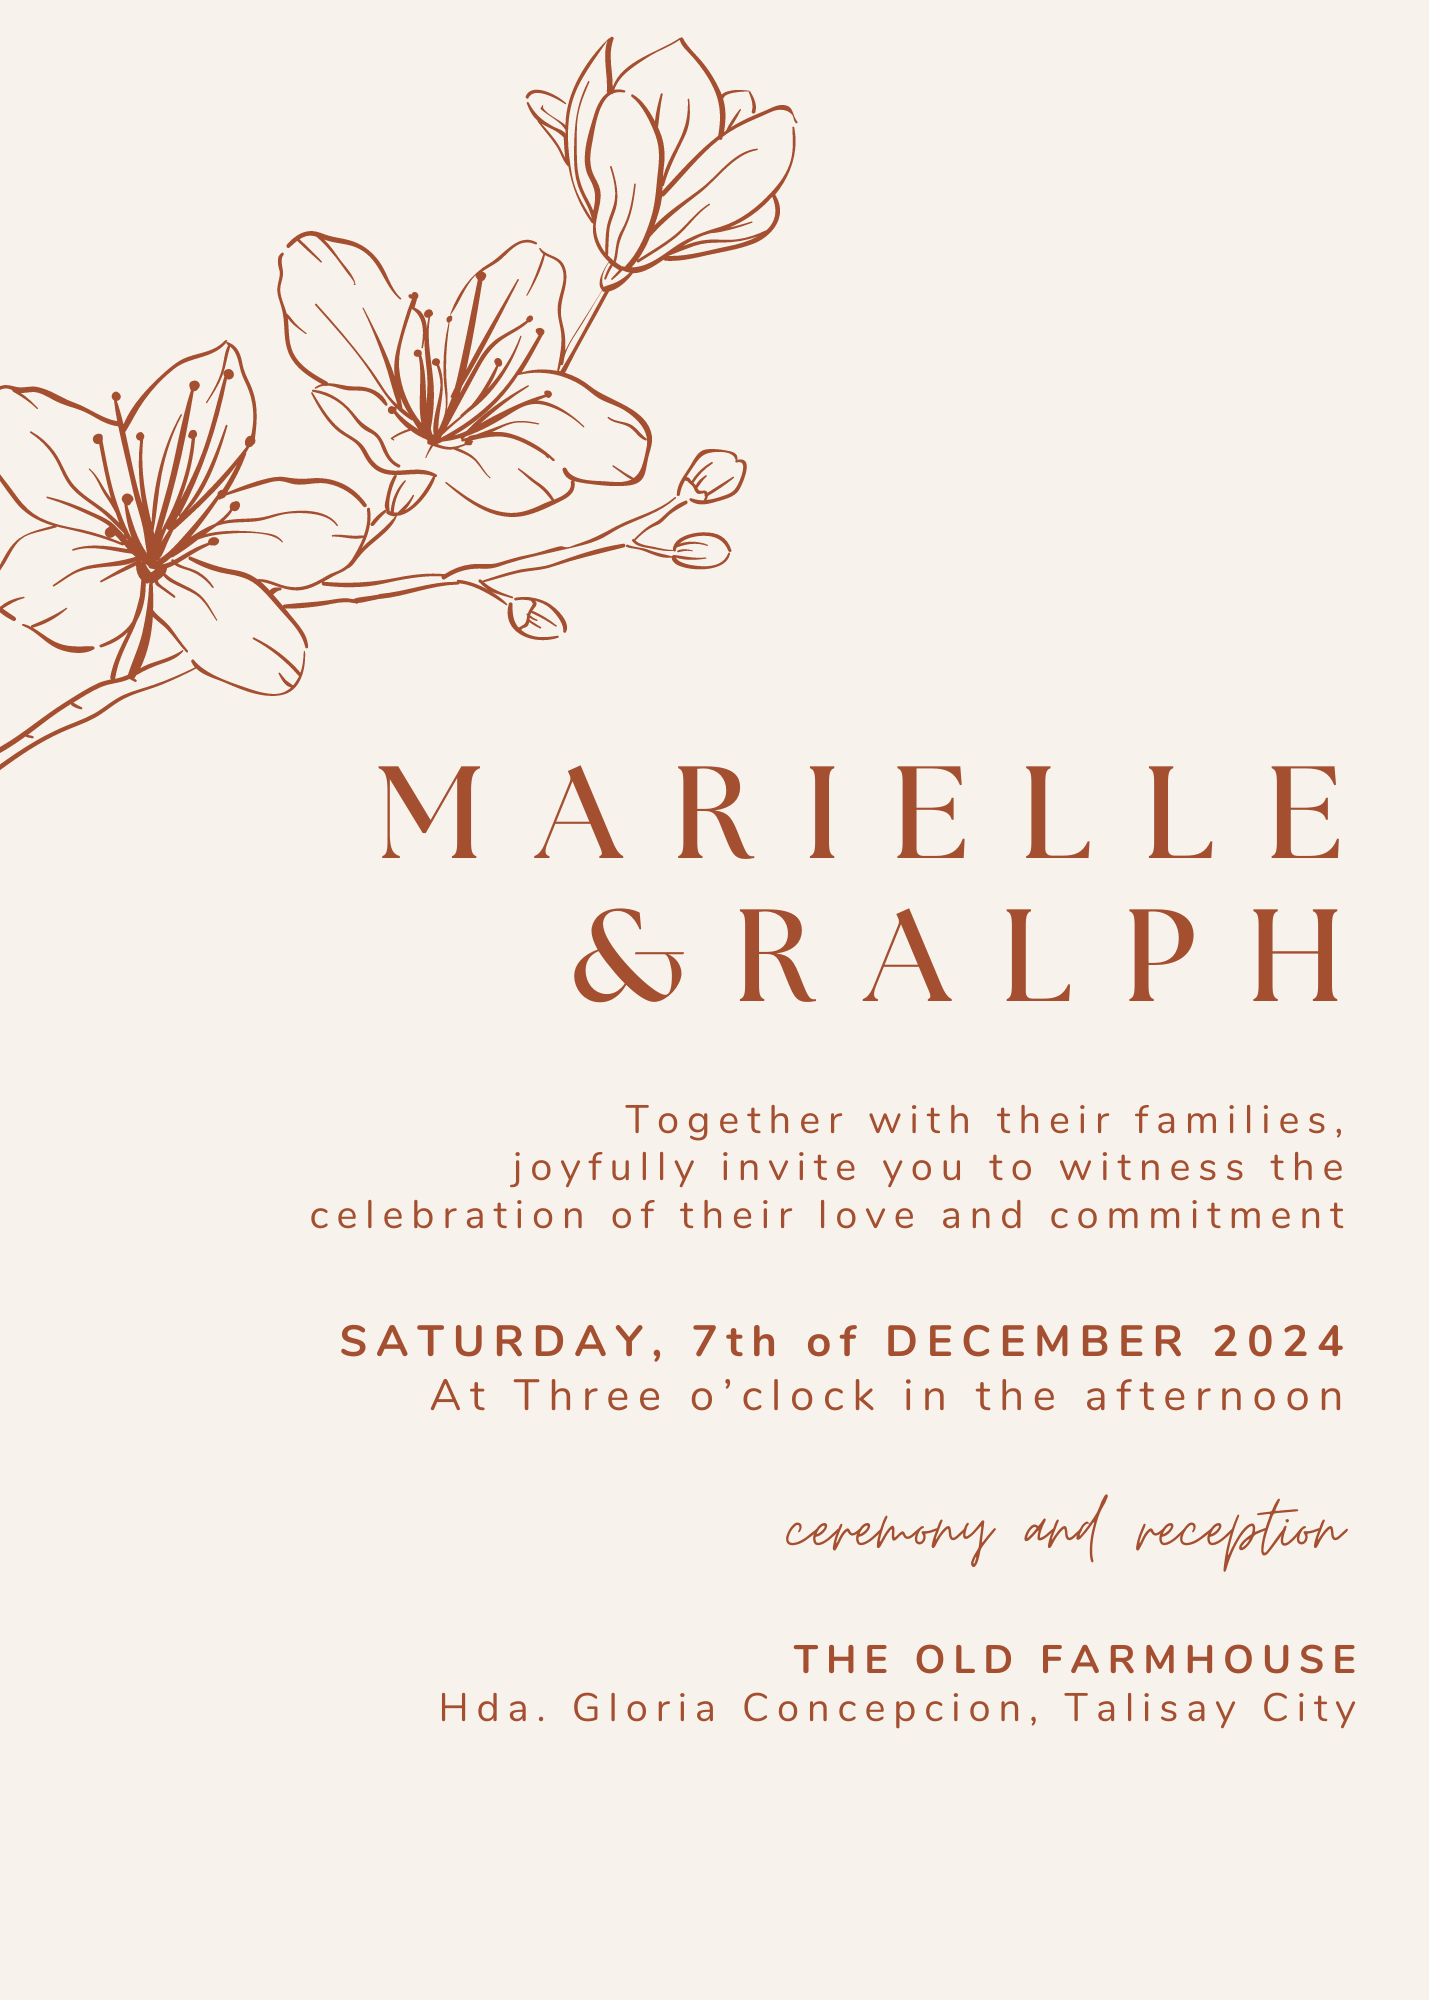 MARIELLE
&RALPH
Together with their families,
joyfully invite you to witness the
celebration of their love and commitment
SATURDAY, 7th of DECEMBER 2024
At Three o’clock in the afternoon
ceremony and reception
THE OLD FARMHOUSE
Hda. Gloria Concepcion, Talisay City